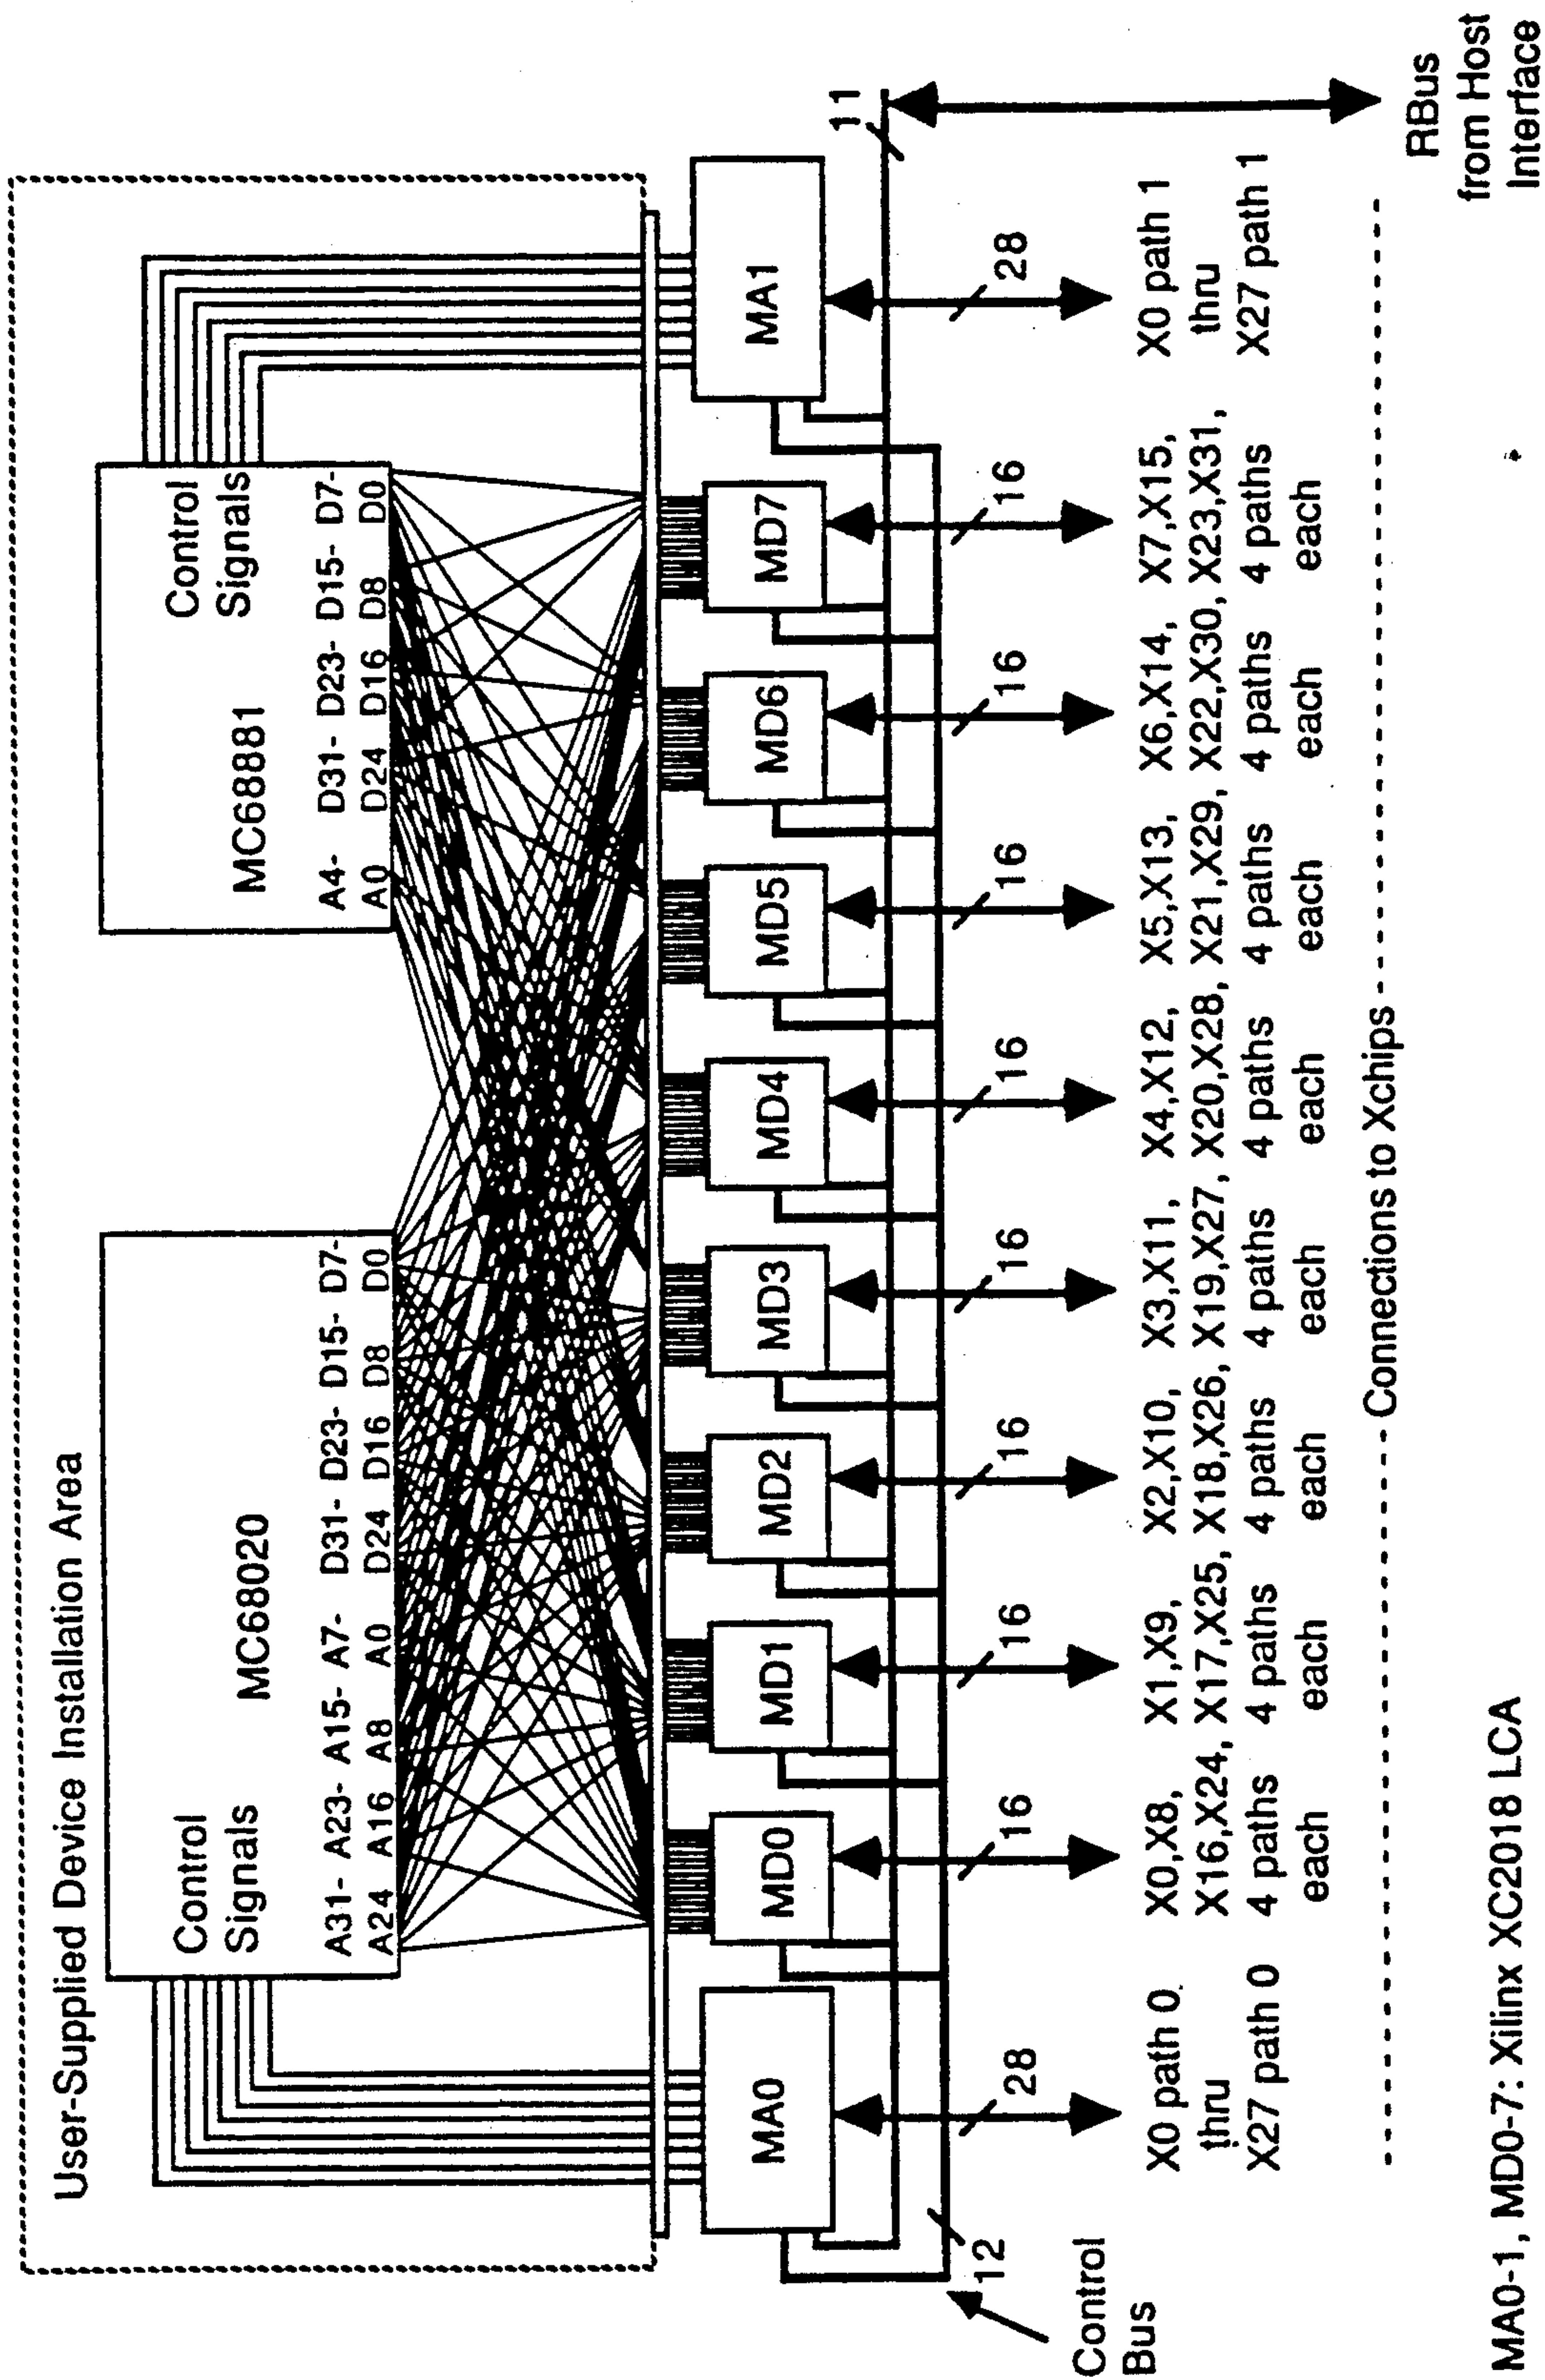 User-Supplied Device Installation Area
Control
Signals
MC68020
A31- A23- A15- A7- D31- D23- D15- D7-
A24 A16 A8 A0 D24 D16 D8 D0
MC68881
Control
Signals
A4- D31- D23- D15- D7-
A0 D24 D16 D8 D0
MA0 MD0 MD1 MD2 MD3 MD4 MD5 MD6 MD7 MA1
11
12
28 16 16 16 16 16 16 16 16 28
Control
Bus
X0 path 0 X0,X8, X1,X9, X2,X10, X3,X11, X4,X12, X5,X13, X6,X14, X7,X15, X0 path 1
thru X16,X24, X17,X25, X18,X26, X19,X27, X20,X28, X21,X29, X22,X30, X23,X31, thru
X27 path 0 4 paths 4 paths 4 paths 4 paths 4 paths 4 paths 4 paths 4 paths X27 path 1
each each each each each each each each
Connections to Xchips
RBus
from Host
Interface
MA0-1, MD0-7: Xilinx XC2018 LCA